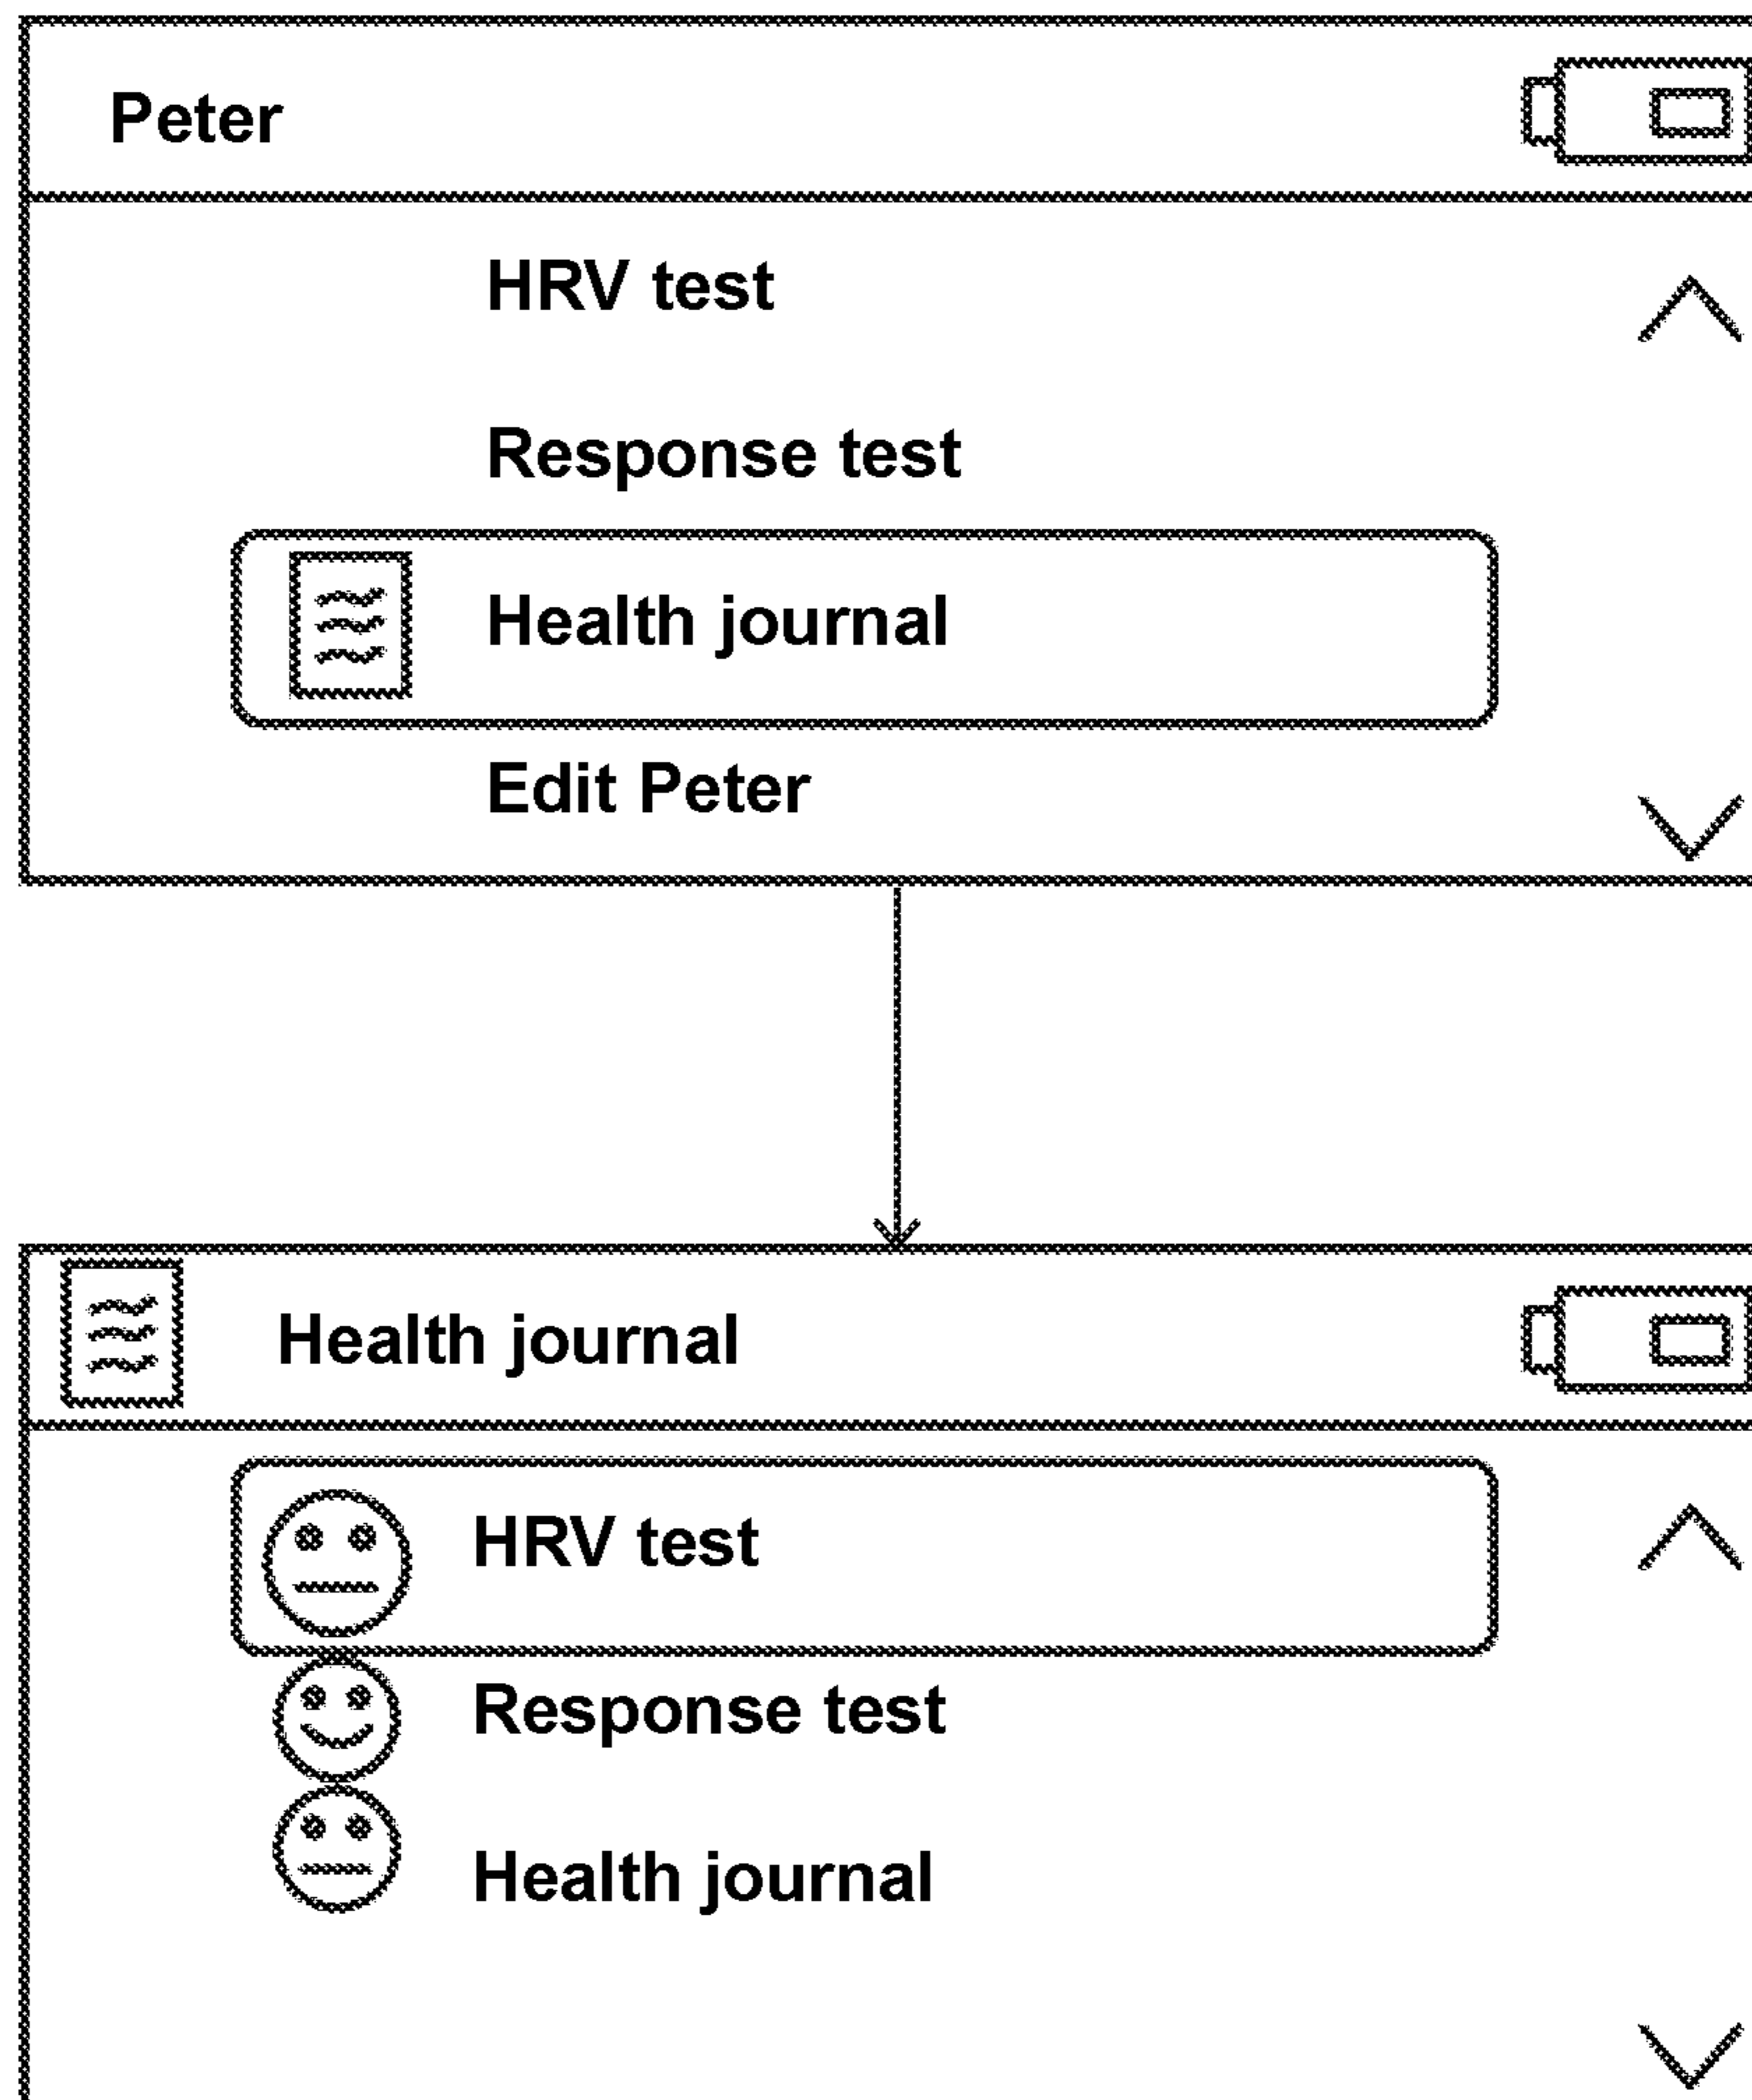 Peter
HRV test
Response test
Health journal
Edit Peter
Health journal
HRV test
Response test
Health journal